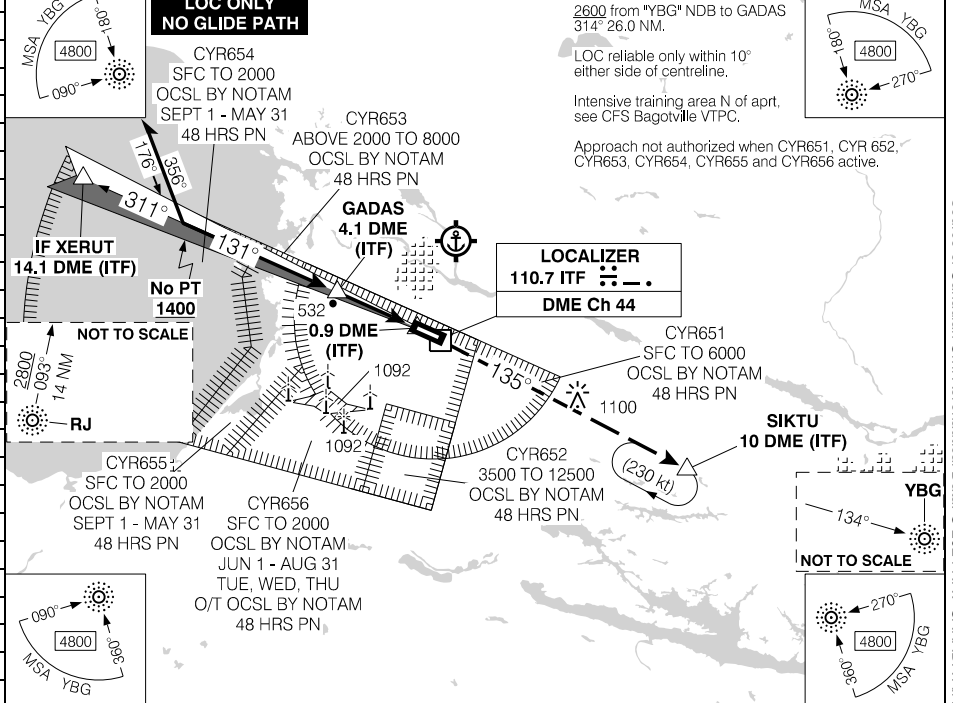 LOC ONLY
NO GLIDE PATH
MSA YBG
180°
4800
090°
2600 from "YBG" NDB to GADAS
314° 26.0 NM.
LOC reliable only within 10°
either side of centreline.
Intensive training area N of aprt,
see CFS Bagotville VTPC.
Approach not authorized when CYR651, CYR 652,
CYR653, CYR654, CYR655 and CYR656 active.
MSA YBG
180°
4800
270°
CYR654
SFC TO 2000
OCSL BY NOTAM
SEPT 1 - MAY 31
48 HRS PN
CYR653
ABOVE 2000 TO 8000
OCSL BY NOTAM
48 HRS PN
176°
356°
311°
131°
GADAS
4.1 DME
(ITF)
IF XERUT
14.1 DME (ITF)
No PT
1400
LOCALIZER
110.7 ITF
DME Ch 44
532
0.9 DME
(ITF)
NOT TO SCALE
2800
093°
14 NM
RJ
CYR651
SFC TO 6000
OCSL BY NOTAM
48 HRS PN
135°
1092
1092
1100
SIKTU
10 DME (ITF)
(230 kt)
CYR655
SFC TO 2000
OCSL BY NOTAM
SEPT 1 - MAY 31
48 HRS PN
CYR656
SFC TO 2000
OCSL BY NOTAM
JUN 1 - AUG 31
TUE, WED, THU
O/T OCSL BY NOTAM
48 HRS PN
CYR652
3500 TO 12500
OCSL BY NOTAM
48 HRS PN
YBG
134°
NOT TO SCALE
090°
4800
360°
MSA YBG
270°
4800
360°
MSA YBG